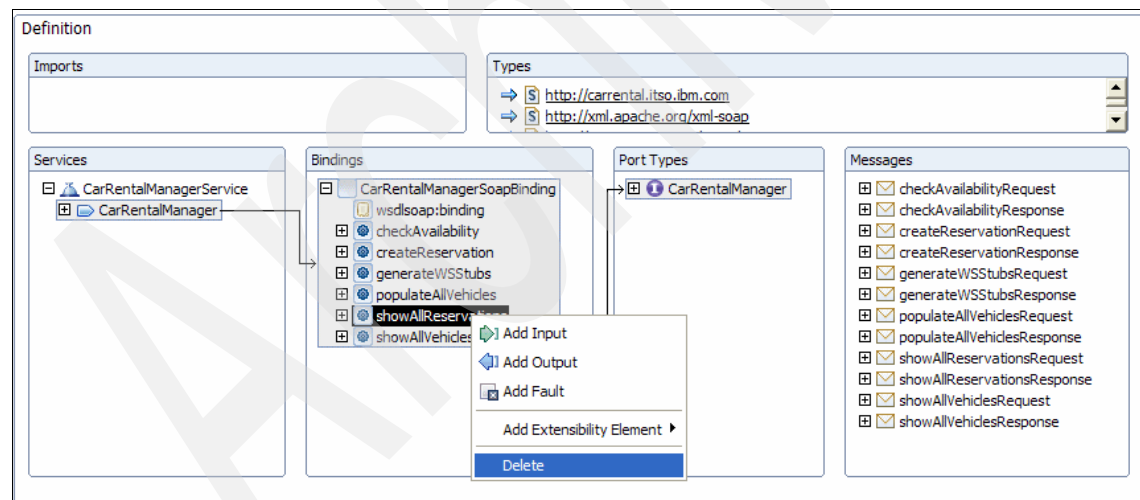 Definition
Imports
Types
http://carrental.itso.ibm.com
http://xml.apache.org/xml-soap
Services
CarRentalManagerService
CarRentalManager
Bindings
CarRentalManagerSoapBinding
wsdlsoap:binding
checkAvailability
createReservation
generateWSStubs
populateAllVehicles
showAllReservations
showAllVehicles
Add Input
Add Output
Add Fault
Add Extensibility Element
Delete
Port Types
CarRentalManager
Messages
checkAvailabilityRequest
checkAvailabilityResponse
createReservationRequest
createReservationResponse
generateWSStubsRequest
generateWSStubsResponse
populateAllVehiclesRequest
populateAllVehiclesResponse
showAllReservationsRequest
showAllReservationsResponse
showAllVehiclesRequest
showAllVehiclesResponse